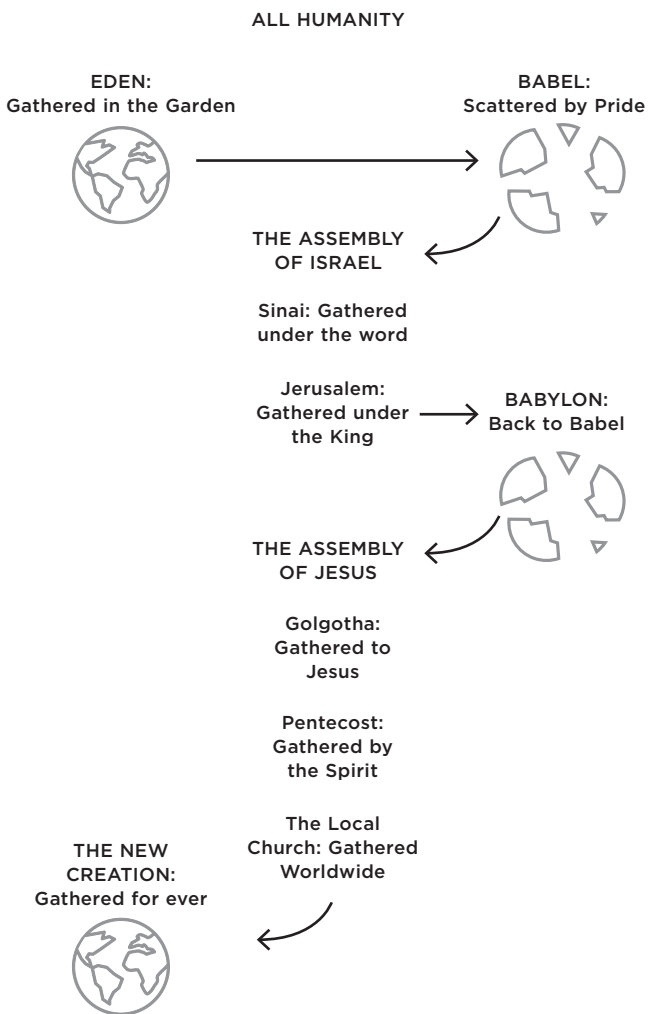 ALL HUMANITY
EDEN:
Gathered in the Garden
BABEL:
Scattered by Pride
THE ASSEMBLY
OF ISRAEL
Sinai: Gathered
under the word
Jerusalem:
Gathered under
the King
BABYLON:
Back to Babel
THE ASSEMBLY
OF JESUS
Golgotha:
Gathered to
Jesus
Pentecost:
Gathered by
the Spirit
The Local
Church: Gathered
Worldwide
THE NEW
CREATION:
Gathered for ever